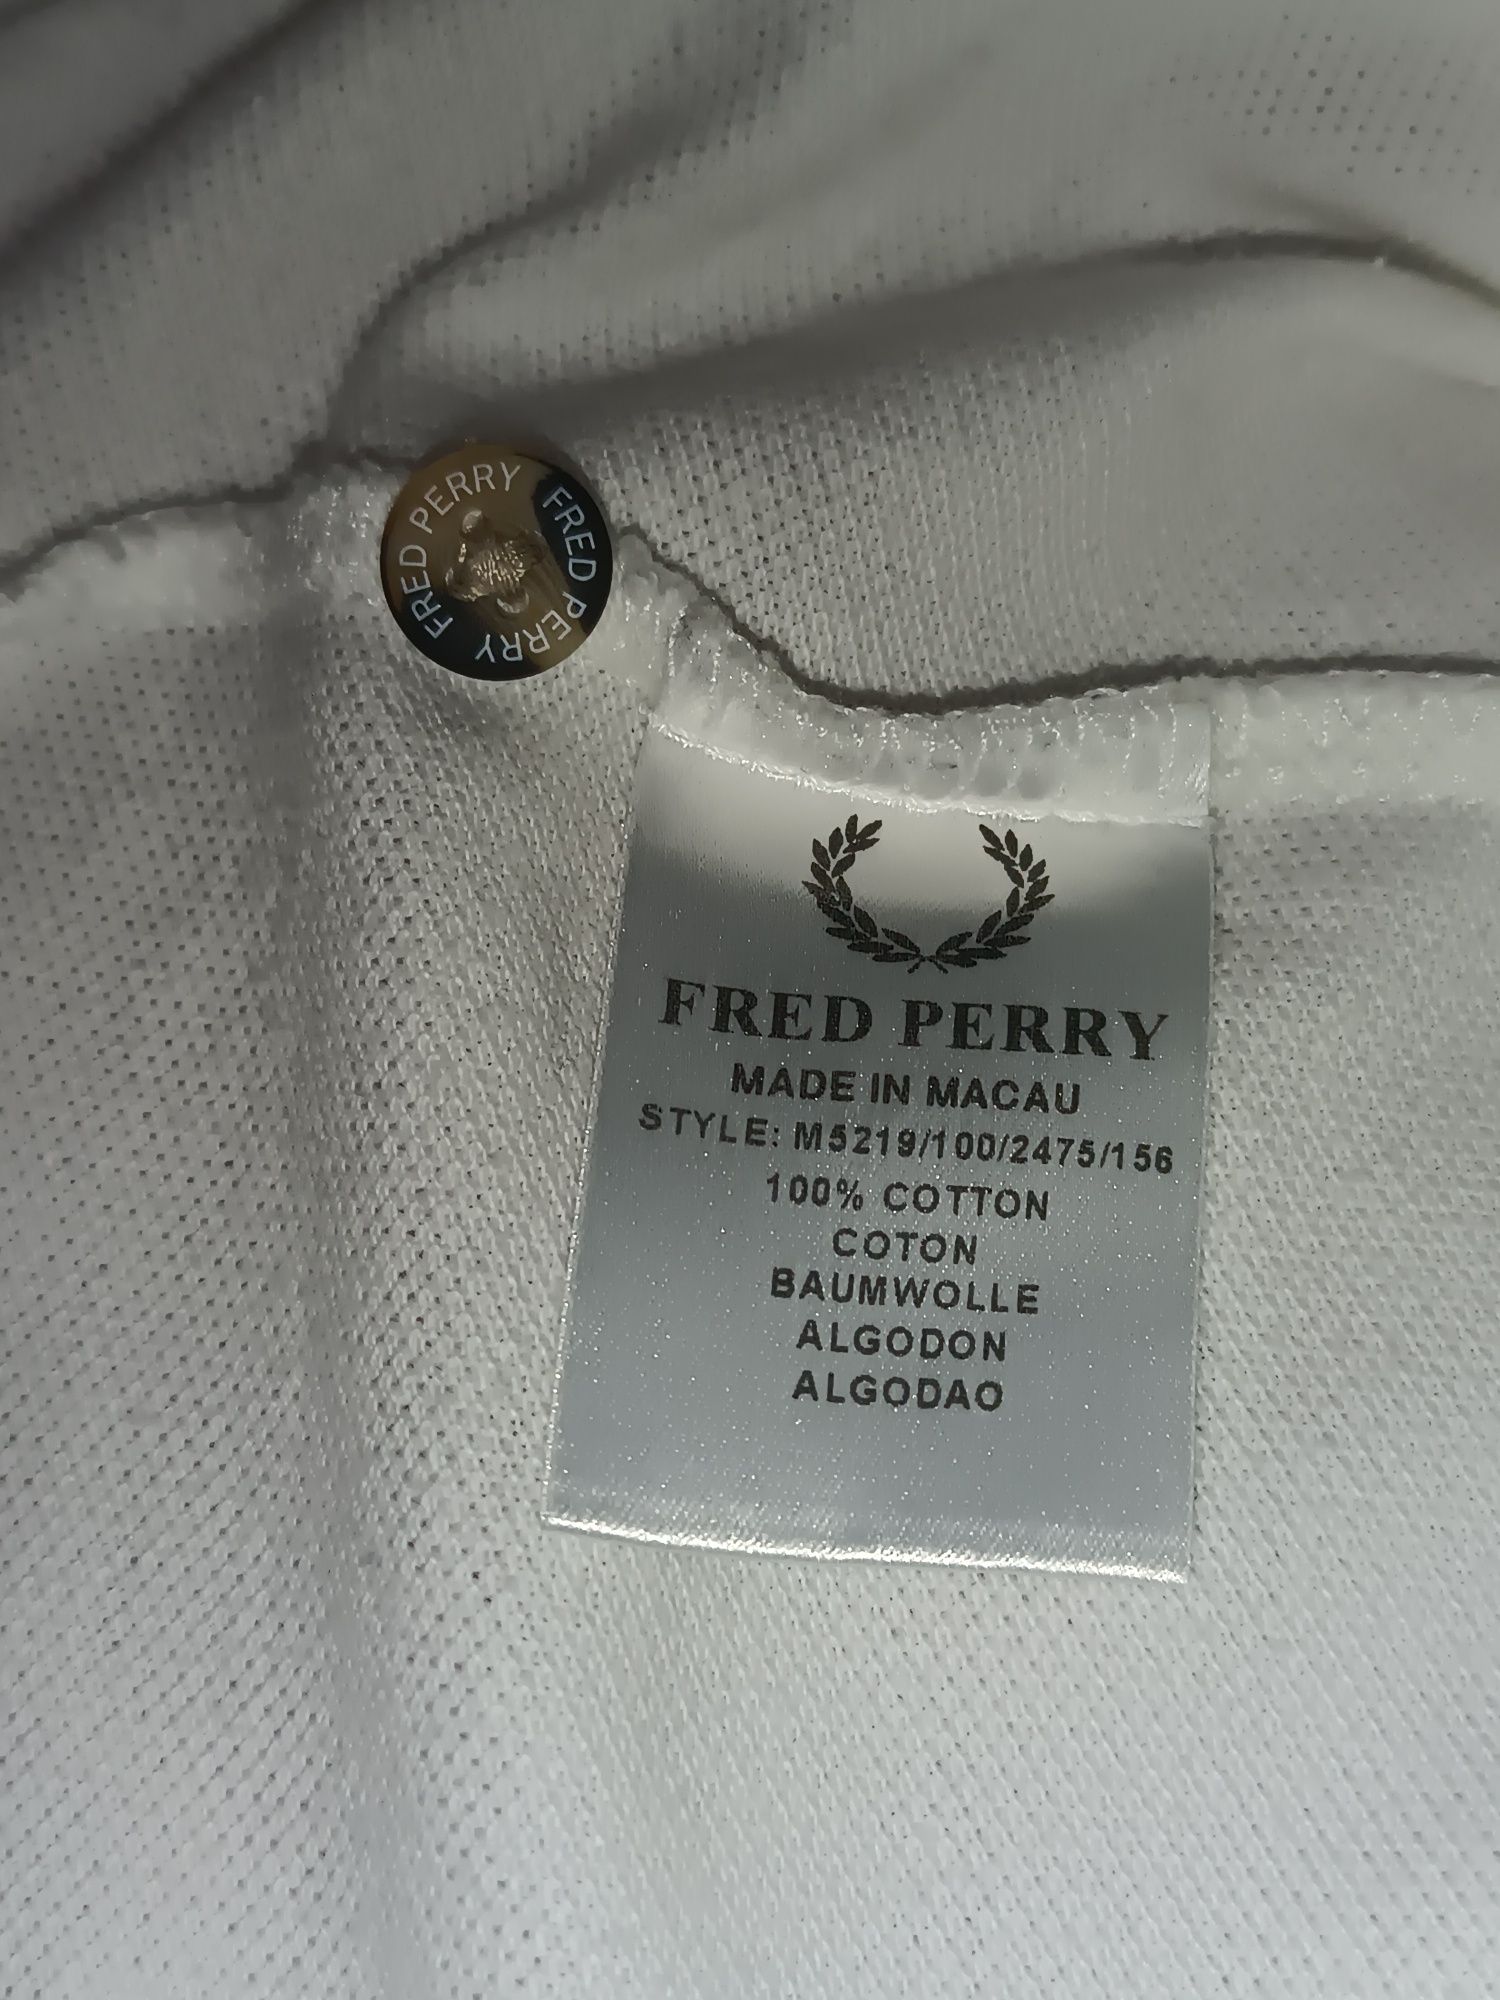 FRED PERRY FRED PERRY
FRED PERRY
MADE IN MACAU
STYLE: M5219/100/2475/156
100% COTTON
COTON
BAUMWOLLE
ALGODON
ALGODAO